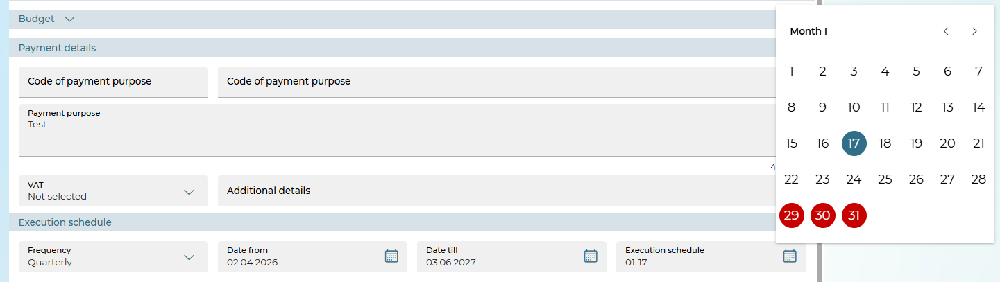 Budget
Payment details
Code of payment purpose
Code of payment purpose
Payment purpose
Test
4
VAT
Not selected
Additional details
Execution schedule
Frequency
Quarterly
Date from
02.04.2026
Date till
03.06.2027
Execution schedule
01-17
Month I
1 2 3 4 5 6 7
8 9 10 11 12 13 14
15 16 17 18 19 20 21
22 23 24 25 26 27 28
29 30 31